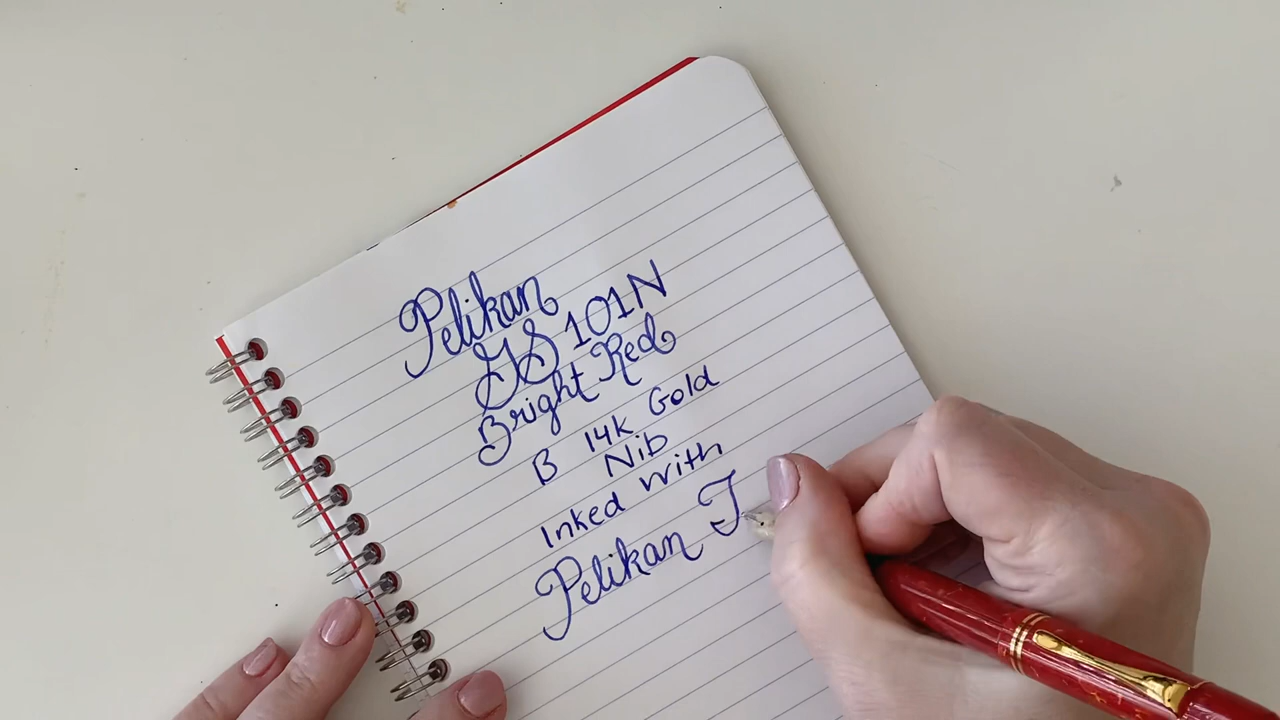 Pelikan
GS 101N
Bright Red
B 14k Gold
Nib
Inked With
Pelikan T